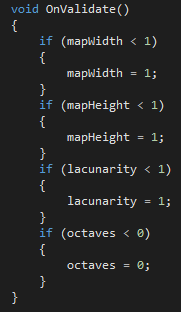 void OnValidate()
{
    if (mapWidth < 1)
    {
        mapWidth = 1;
    }
    if (mapHeight < 1)
    {
        mapHeight = 1;
    }
    if (lacunarity < 1)
    {
        lacunarity = 1;
    }
    if (octaves < 0)
    {
        octaves = 0;
    }
}